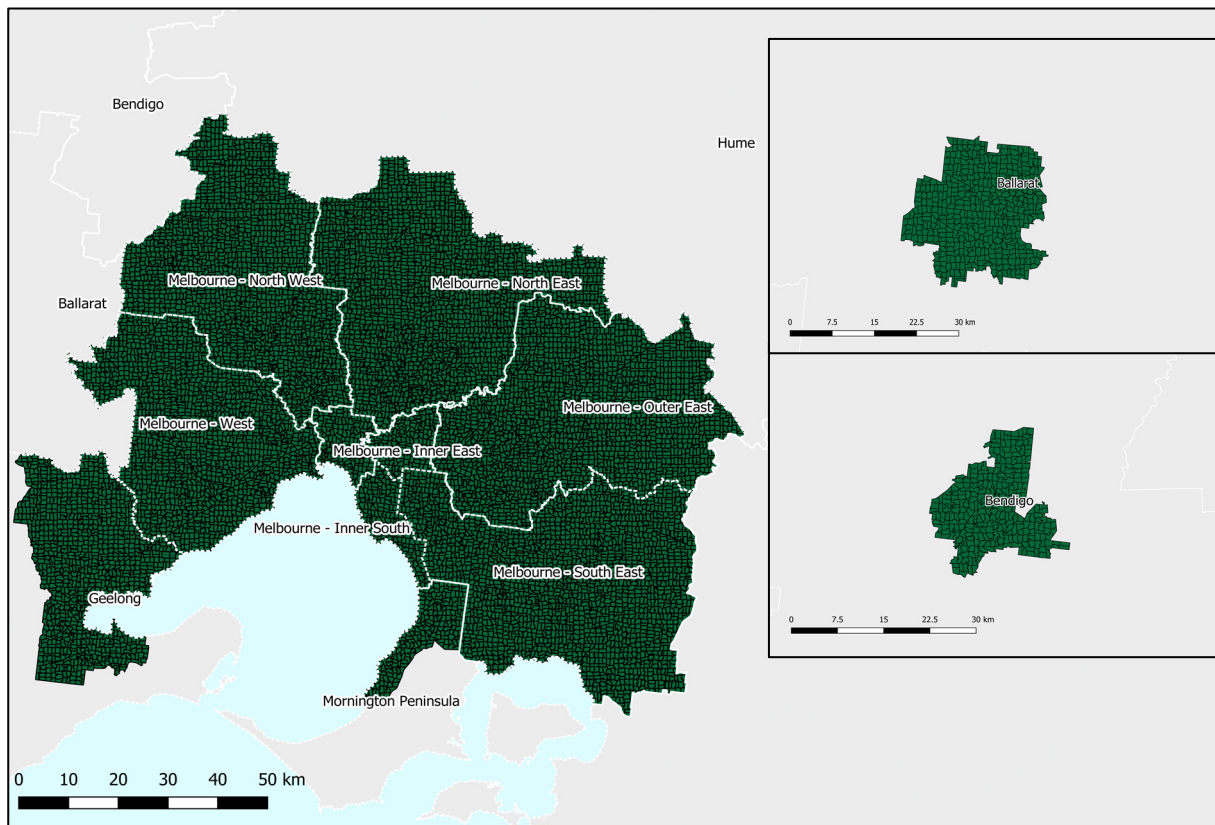 Bendigo
Hume
Melbourne - North West
Melbourne - North East
Ballarat
Melbourne - Outer East
Melbourne - West
Melbourne - Inner East
Melbourne - Inner South
Melbourne - South East
Geelong
Mornington Peninsula
0 10 20 30 40 50 km
Ballarat
0 7.5 15 22.5 30 km
Bendigo
0 7.5 15 22.5 30 km